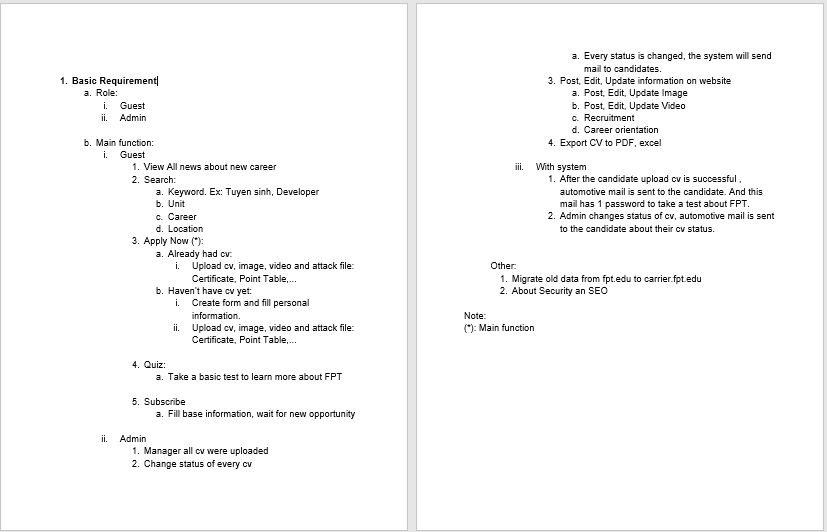 1. Basic Requirement
a. Role:
i. Guest
ii. Admin
b. Main function:
i. Guest
1. View All news about new career
2. Search:
a. Keyword. Ex: Tuyen sinh, Developer
b. Unit
c. Career
d. Location
3. Apply Now (*):
a. Already had cv:
i. Upload cv, image, video and attack file:
Certificate, Point Table,...
b. Haven't have cv yet:
i. Create form and fill personal
information.
ii. Upload cv, image, video and attack file:
Certificate, Point Table,...
4. Quiz:
a. Take a basic test to learn more about FPT
5. Subscribe
a. Fill base information, wait for new opportunity
ii. Admin
1. Manager all cv were uploaded
2. Change status of every cv
a. Every status is changed, the system will send
mail to candidates.
3. Post, Edit, Update information on website
a. Post, Edit, Update Image
b. Post, Edit, Update Video
c. Recruitment
d. Career orientation
4. Export CV to PDF, excel
iii. With system
1. After the candidate upload cv is successful ,
automotive mail is sent to the candidate. And this
mail has 1 password to take a test about FPT.
2. Admin changes status of cv, automotive mail is sent
to the candidate about their cv status.
Other:
1. Migrate old data from fpt.edu to carrier.fpt.edu
2. About Security an SEO
Note:
(*): Main function